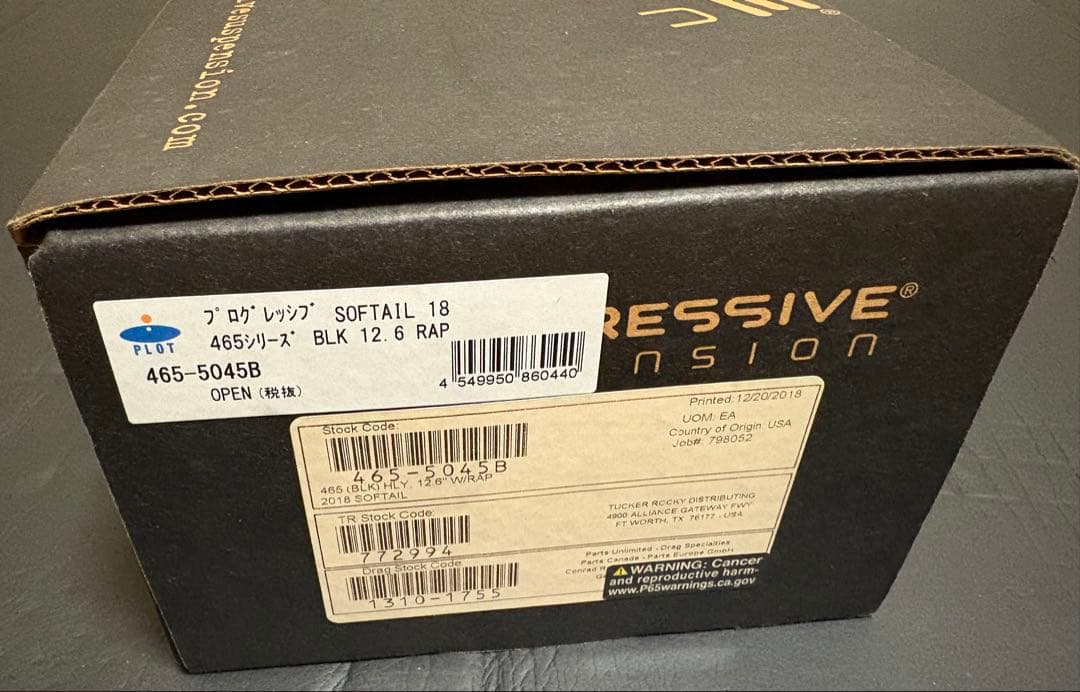 vesuspension.com
RESSIVE®
NSION
PLOT
プログレッシブ SOFTAIL 18
465シリーズ BLK 12.6 RAP
465-5045B
OPEN (税抜)
4 549950 860440
Printed: 12/20/2018
UOM: EA
Country of Origin: USA
Job#: 798052
Stock Code:
465-5045B
465 (BLK) HLY, 12.6" W/RAP
2018 SOFTAIL
TUCKER ROCKY DISTRIBUTING
4900 ALLIANCE GATEWAY FWY
FT WORTH, TX 76177 - USA
TR Stock Code:
772994
Parts Unlimited - Drag Specialties
Parts Canada - Parts Europe GmbH
Conrad R
Drag Stock Code
1310-1755
⚠WARNING: Cancer
and reproductive harm-
www.P65warnings.ca.gov